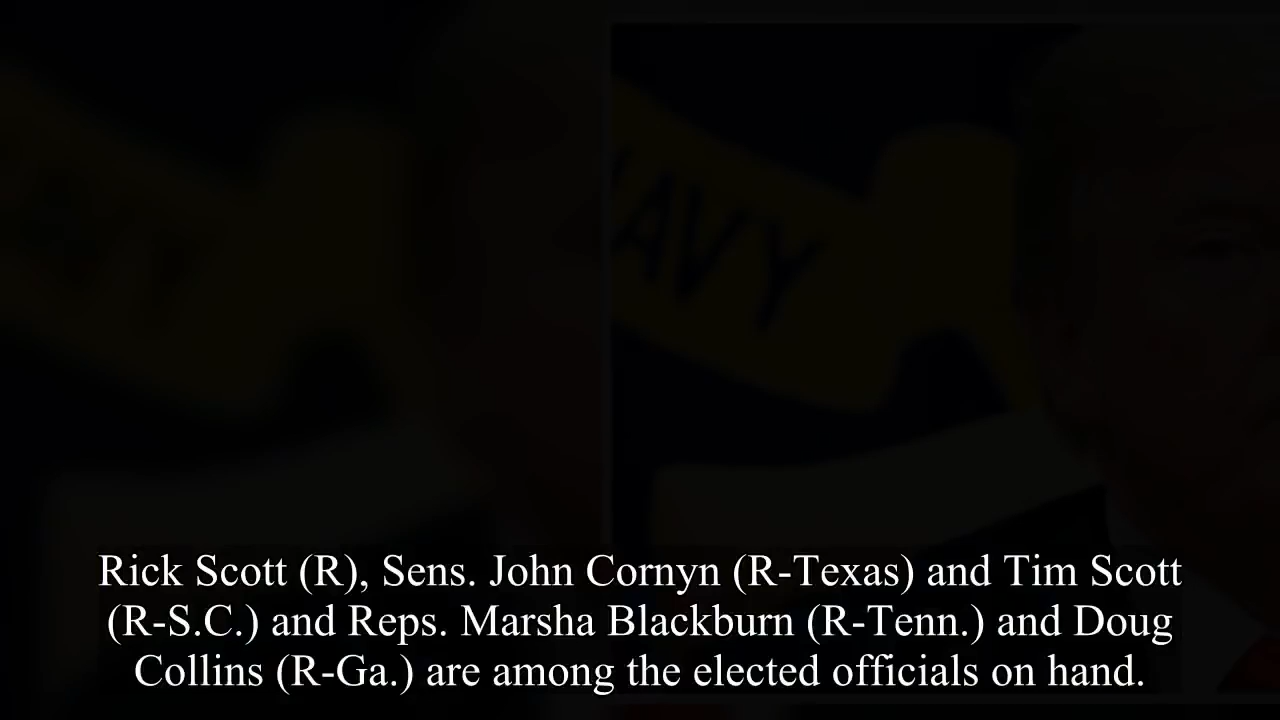 AVY
Rick Scott (R), Sens. John Cornyn (R-Texas) and Tim Scott
(R-S.C.) and Reps. Marsha Blackburn (R-Tenn.) and Doug
Collins (R-Ga.) are among the elected officials on hand.